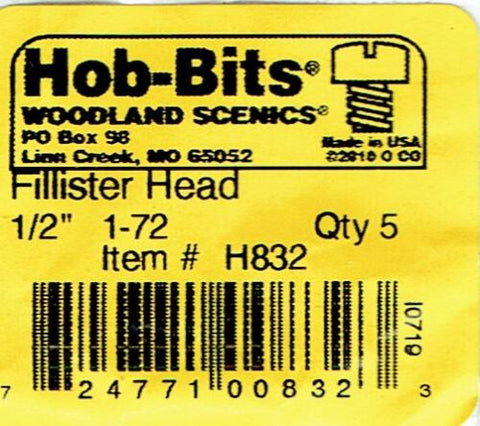 Hob-Bits®
WOODLAND SCENICS®
PO Box 98
Linn Creek, MO 65052
Made in USA
Fillister Head
1/2" 1-72 Qty 5
Item # H832
I0719
7 24771 00832 3